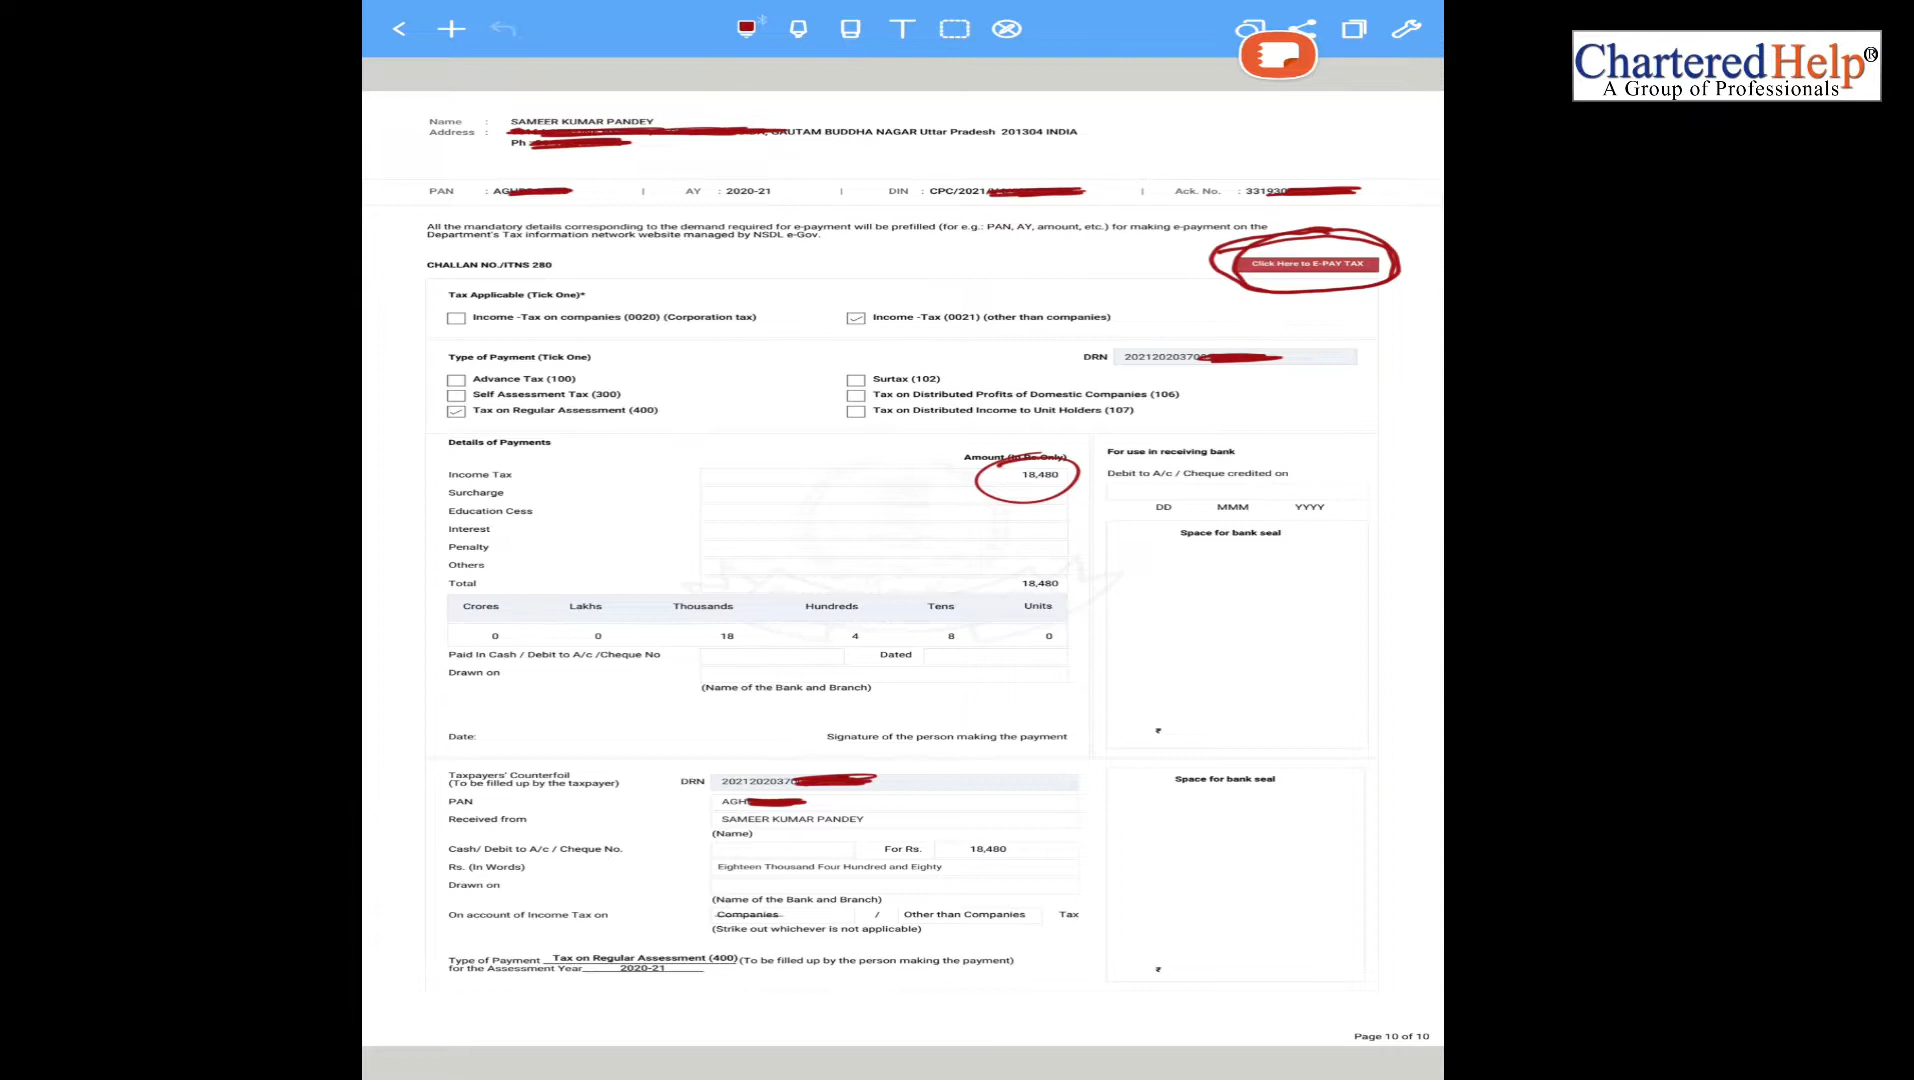 CharteredHelp®
A Group of Professionals
Name : SAMEER KUMAR PANDEY
Address : GAUTAM BUDDHA NAGAR Uttar Pradesh 201304 INDIA
Ph :
PAN : AGH | AY : 2020-21 | DIN : CPC/2021/ | Ack. No. : 331930
All the mandatory details corresponding to the demand required for e-payment will be prefilled (for e.g.: PAN, AY, amount, etc.) for making e-payment on the
Department's Tax information network website managed by NSDL e-Gov.
CHALLAN NO./ITNS 280
Click Here to E-PAY TAX
Tax Applicable (Tick One)*
Income -Tax on companies (0020) (Corporation tax)
Income -Tax (0021) (other than companies)
Type of Payment (Tick One)
DRN 20212020370
Advance Tax (100)
Surtax (102)
Self Assessment Tax (300)
Tax on Distributed Profits of Domestic Companies (106)
Tax on Regular Assessment (400)
Tax on Distributed Income to Unit Holders (107)
Details of Payments
Amount (In Rs Only)
For use in receiving bank
Income Tax 18,480
Debit to A/c / Cheque credited on
Surcharge
DD MMM YYYY
Education Cess
Interest
Space for bank seal
Penalty
Others
Total 18,480
Crores Lakhs Thousands Hundreds Tens Units
0 0 18 4 8 0
Paid In Cash / Debit to A/c /Cheque No Dated
Drawn on
(Name of the Bank and Branch)
₹
Date: Signature of the person making the payment
Taxpayers' Counterfoil
(To be filled up by the taxpayer)
DRN 20212020370
Space for bank seal
PAN AGH
Received from SAMEER KUMAR PANDEY
(Name)
Cash/ Debit to A/c / Cheque No. For Rs. 18,480
Rs. (In Words) Eighteen Thousand Four Hundred and Eighty
Drawn on
(Name of the Bank and Branch)
On account of Income Tax on Companies / Other than Companies Tax
(Strike out whichever is not applicable)
Type of Payment Tax on Regular Assessment (400) (To be filled up by the person making the payment)
for the Assessment Year 2020-21
₹
Page 10 of 10